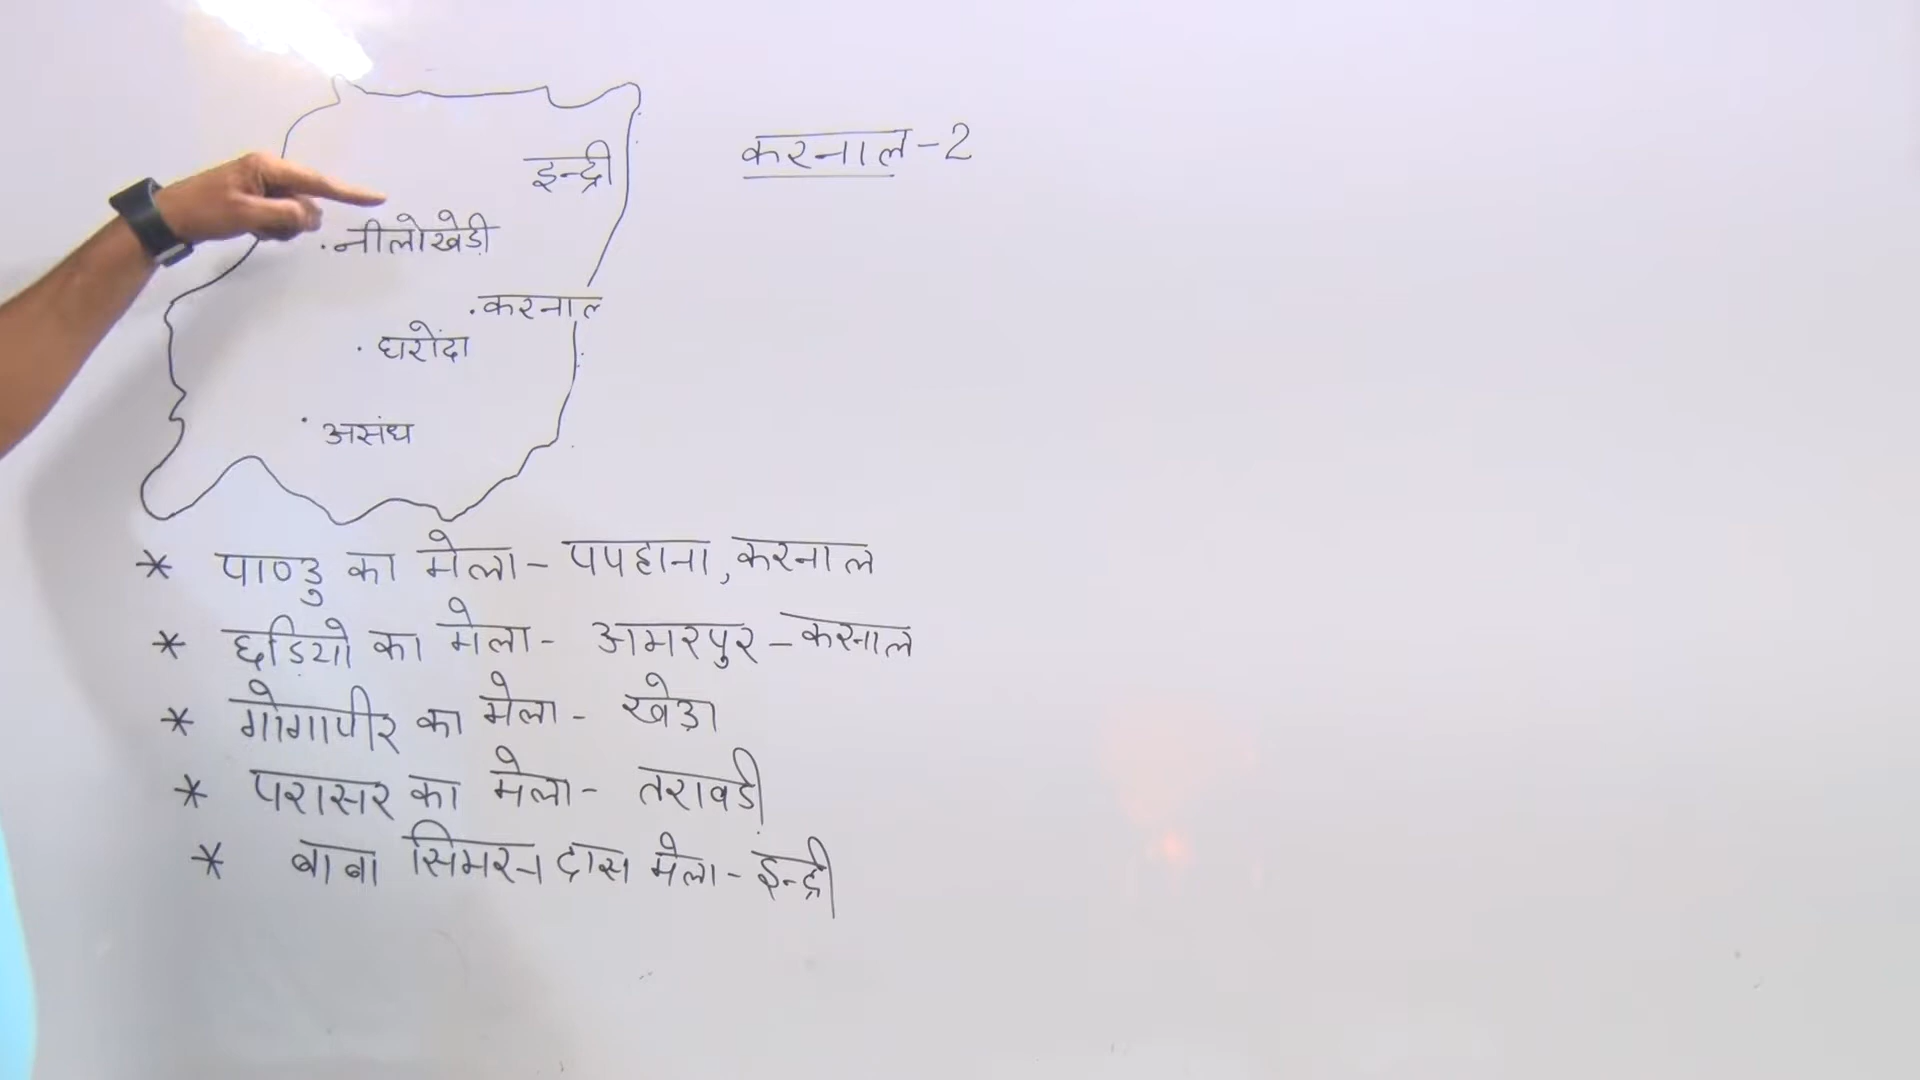 करनाल-2
इन्द्री
नीलोखेड़ी
करनाल
घरोंदा
असंध
* पाण्डु का मेला- पपहाना, करनाल
* छड़ियो का मेला- अमरपुर - करनाल
* गोगापीर का मेला- खेड़ा
* परासर का मेला- तरावड़ी
* बाबा सिमरन दास मेला- इन्द्री